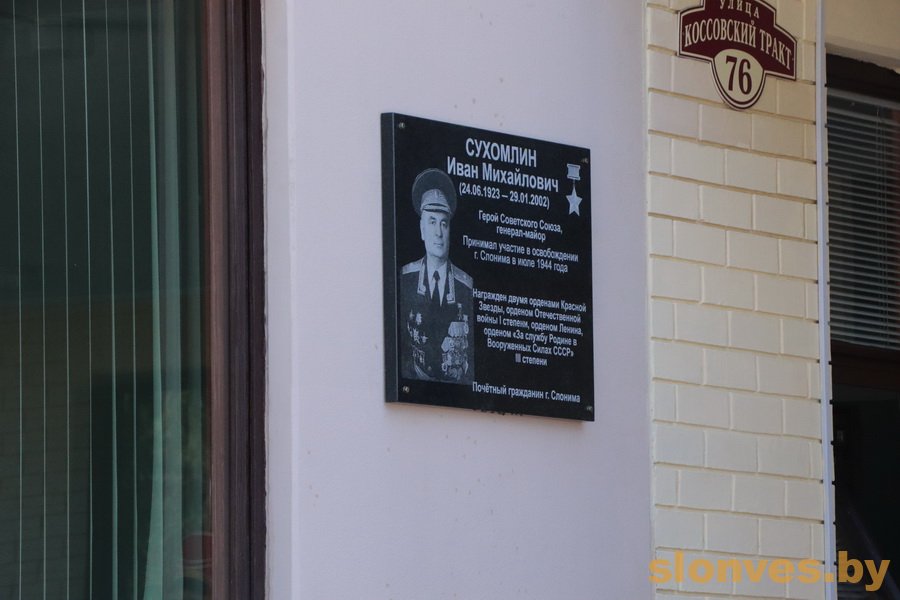 УЛИЦА
КОССОВСКИЙ ТРАКТ
76
СУХОМЛИН
Иван Михайлович
(24.06.1923 – 29.01.2002)
Герой Советского Союза,
генерал-майор
Принимал участие в освобождении
г. Слонима в июле 1944 года
Награжден двумя орденами Красной
Звезды, орденом Отечественной
войны I степени, орденом Ленина,
орденом «За службу Родине в
Вооруженных Силах СССР»
III степени
Почётный гражданин г. Слонима
slonves.by